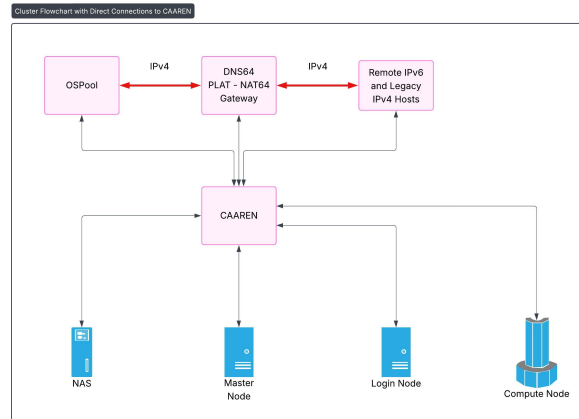 Cluster Flowchart with Direct Connections to CAAREN
OSPool
IPv4
DNS64
PLAT - NAT64
Gateway
IPv4
Remote IPv6
and Legacy
IPv4 Hosts
CAAREN
NAS
Master
Node
Login Node
Compute Node